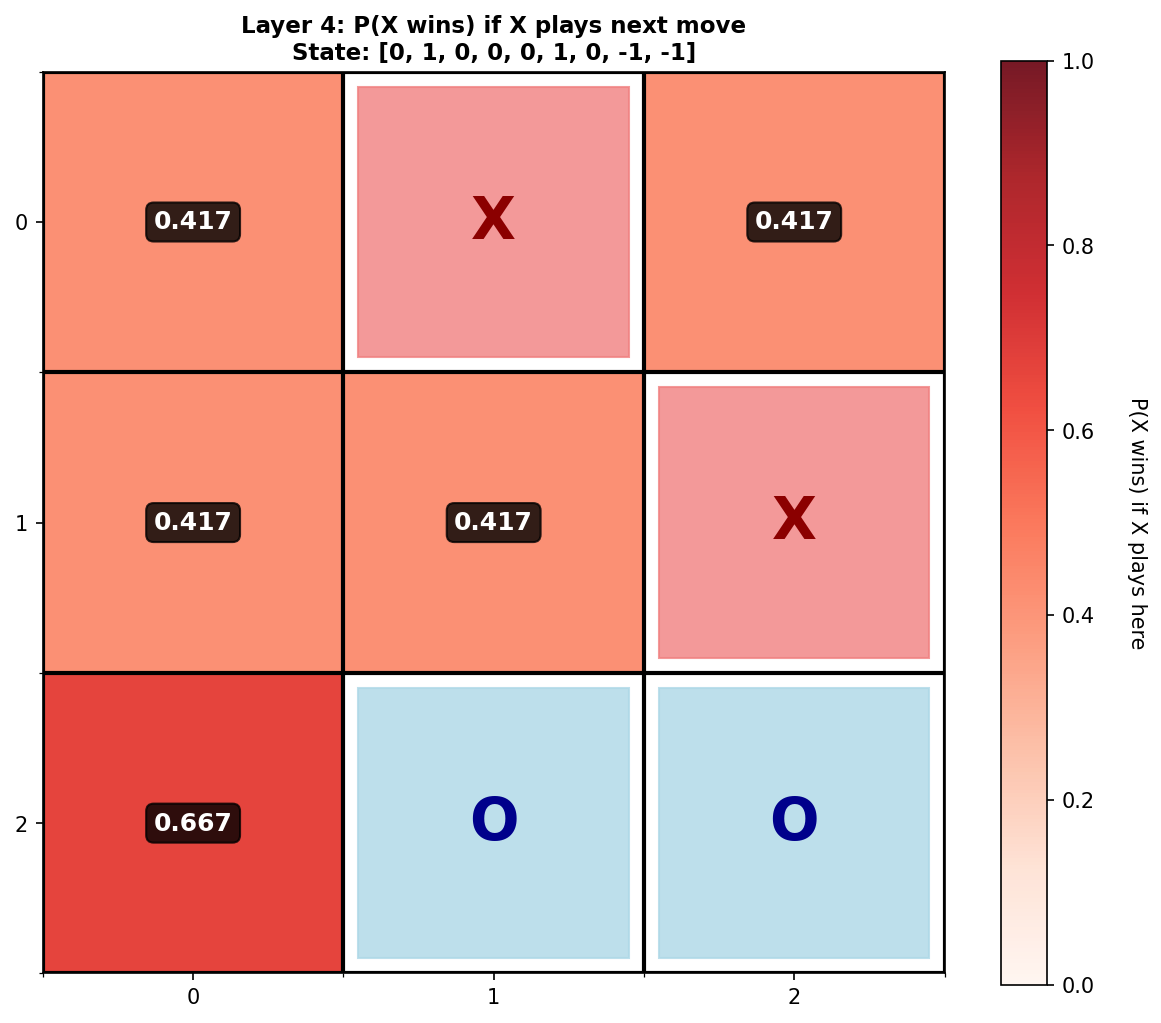 Layer 4: P(X wins) if X plays next move
State: [0, 1, 0, 0, 0, 1, 0, -1, -1]
0
0.417
X
0.417
1
0.417
0.417
X
2
0.667
O
O
0
1
2
1.0
0.8
0.6
0.4
0.2
0.0
P(X wins) if X plays here